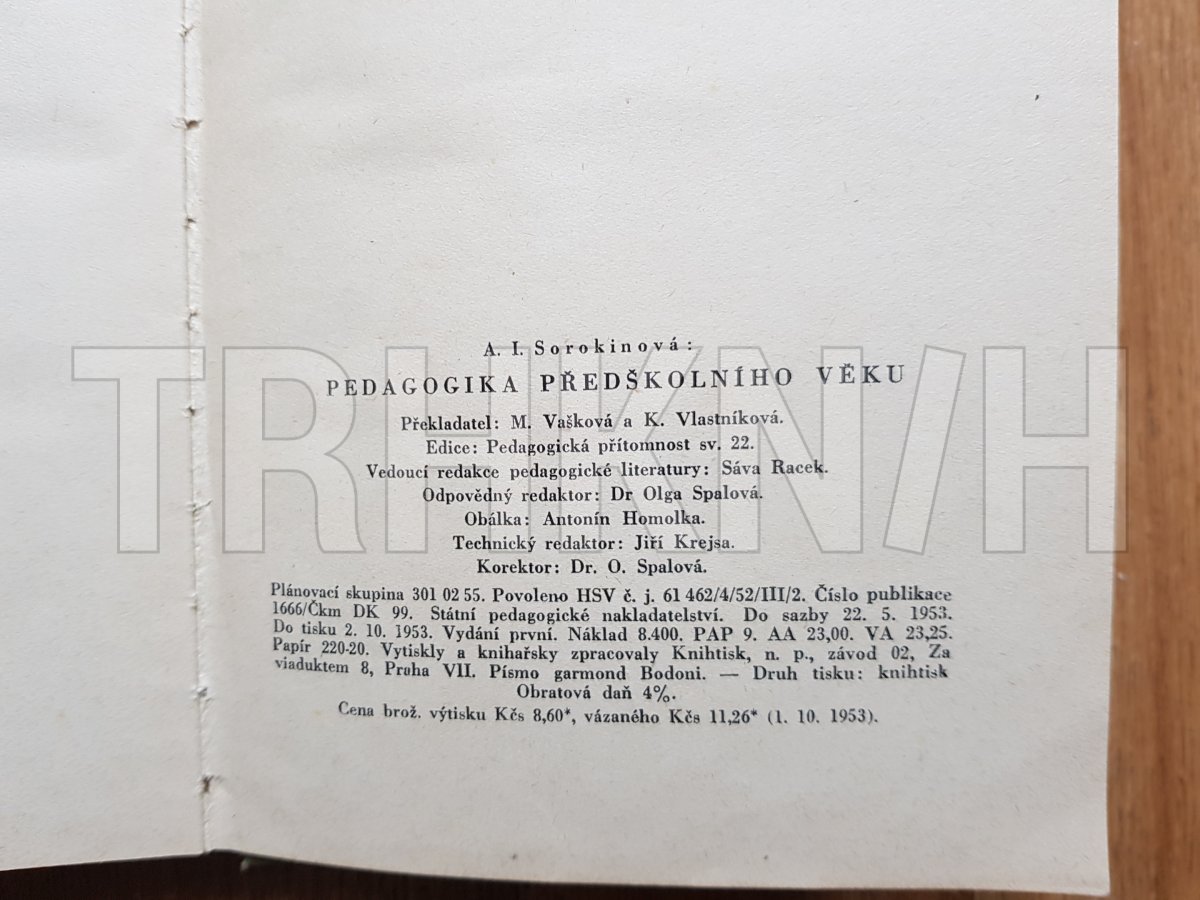 A. I. Sorokinová:
PEDAGOGIKA PŘEDŠKOLNÍHO VĚKU
Překladatel: M. Vašková a K. Vlastníková.
Edice: Pedagogická přítomnost sv. 22.
Vedoucí redakce pedagogické literatury: Sáva Racek.
Odpovědný redaktor: Dr Olga Spalová.
Obálka: Antonín Homolka.
Technický redaktor: Jiří Krejsa.
Korektor: Dr. O. Spalová.
Plánovací skupina 301 02 55. Povoleno HSV č. j. 61 462/4/52/III/2. Číslo publikace
1666/Čkm DK 99. Státní pedagogické nakladatelství. Do sazby 22. 5. 1953.
Do tisku 2. 10. 1953. Vydání první. Náklad 8.400. PAP 9. AA 23,00. VA 23,25.
Papír 220-20. Vytiskly a knihařsky zpracovaly Knihtisk, n. p., závod 02, Za
viaduktem 8, Praha VII. Písmo garmond Bodoni. — Druh tisku: knihtisk
Obratová daň 4%.
Cena brož. výtisku Kčs 8,60*, vázaného Kčs 11,26* (1. 10. 1953).
TRHKNIH